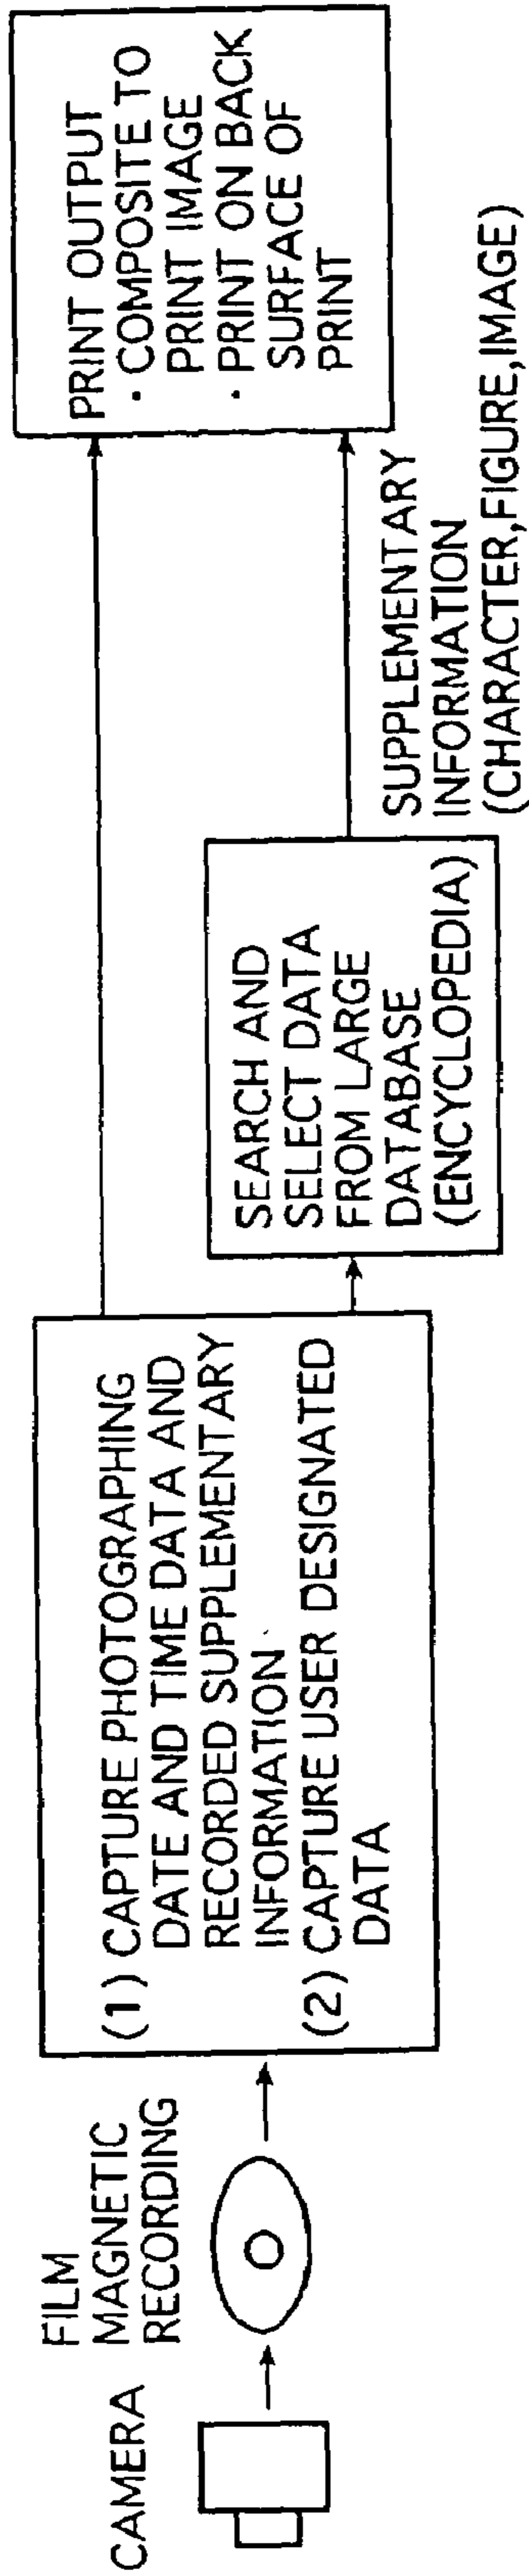 CAMERA
FILM
MAGNETIC
RECORDING
(1) CAPTURE PHOTOGRAPHING
DATE AND TIME DATA AND
RECORDED SUPPLEMENTARY
INFORMATION
(2) CAPTURE USER DESIGNATED
DATA
SEARCH AND
SELECT DATA
FROM LARGE
DATABASE
(ENCYCLOPEDIA)
SUPPLEMENTARY
INFORMATION
(CHARACTER,FIGURE,IMAGE)
PRINT OUTPUT
· COMPOSITE TO
PRINT IMAGE
· PRINT ON BACK
SURFACE OF
PRINT